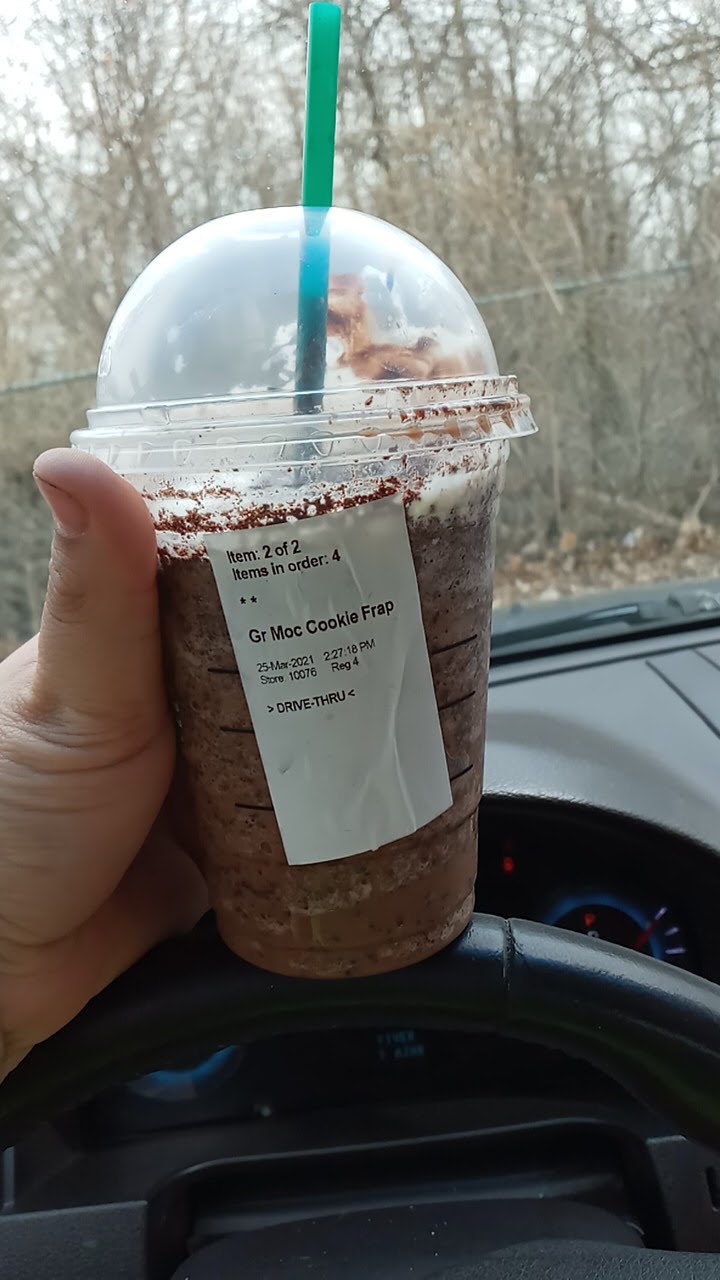 Item: 2 of 2
Items in order: 4
**
Gr Moc Cookie Frap
25-Mar-2021 2:27:18 PM
Store: 10076 Reg 4
> DRIVE-THRU <
P